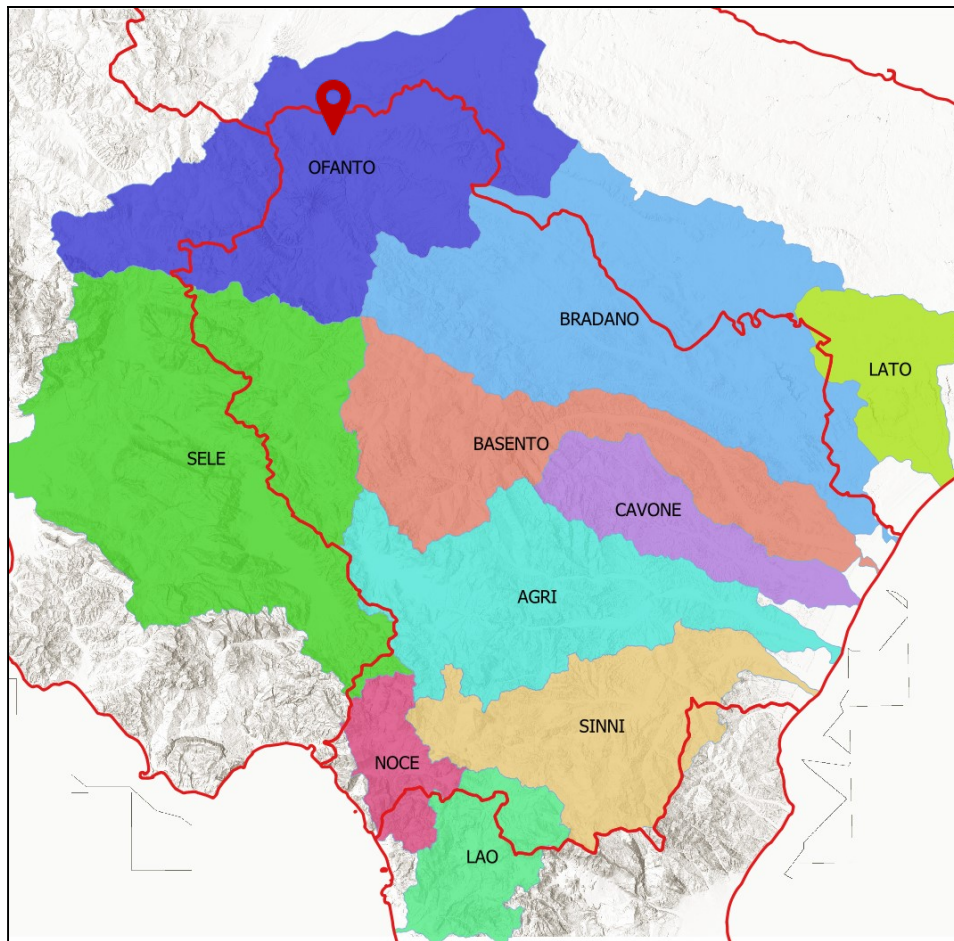 OFANTO
BRADANO
LATO
BASENTO
SELE
CAVONE
AGRI
SINNI
NOCE
LAO